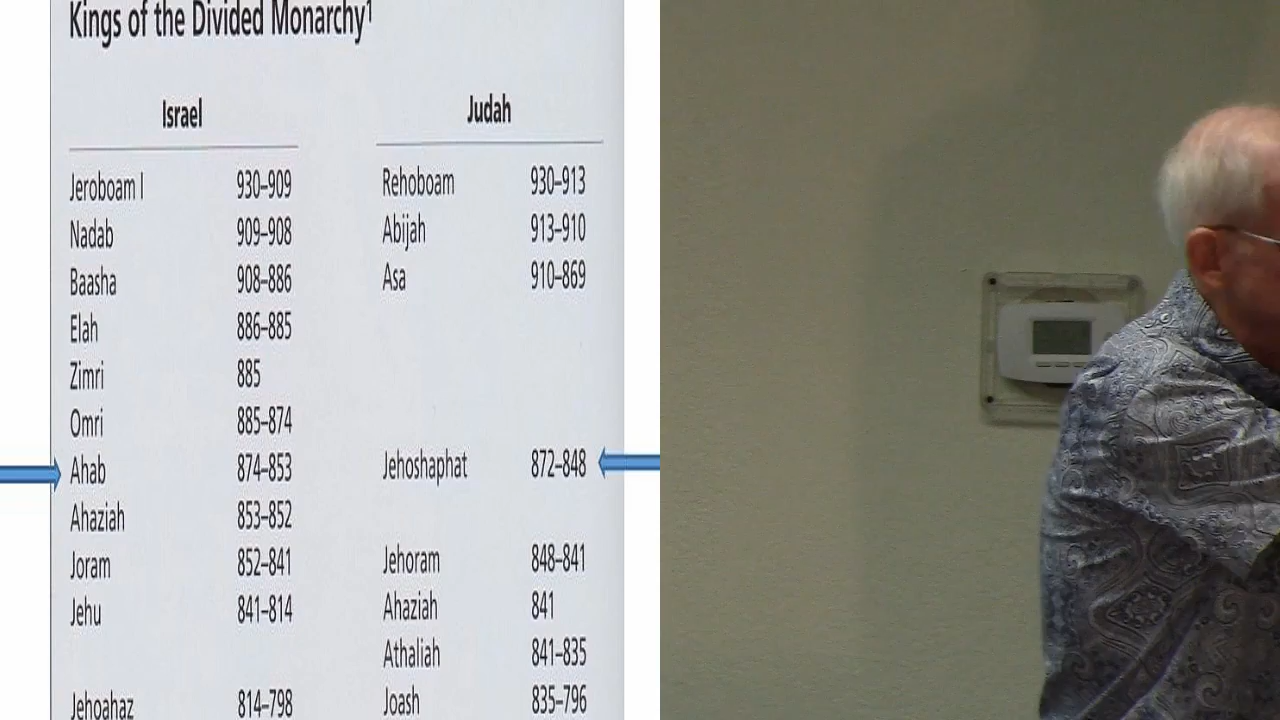 Kings of the Divided Monarchy¹
Israel Judah
Jeroboam I 930–909 Rehoboam 930–913
Nadab 909–908 Abijah 913–910
Baasha 908–886 Asa 910–869
Elah 886–885
Zimri 885
Omri 885–874
Ahab 874–853 Jehoshaphat 872–848
Ahaziah 853–852
Joram 852–841 Jehoram 848–841
Jehu 841–814 Ahaziah 841
Athaliah 841–835
Jehoahaz 814–798 Joash 835–796